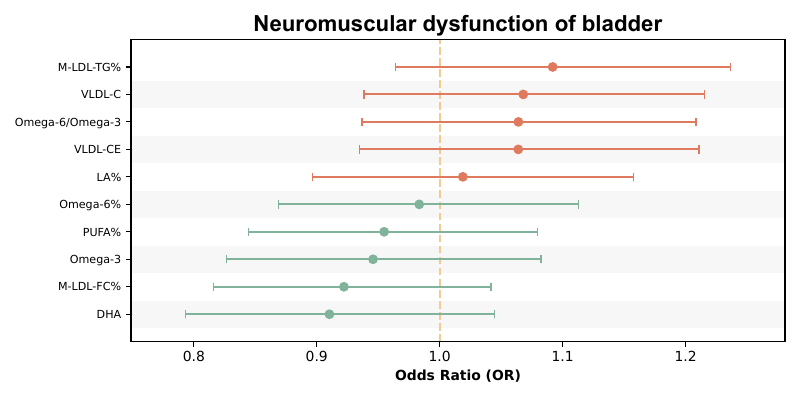 Neuromuscular dysfunction of bladder
M-LDL-TG%
VLDL-C
Omega-6/Omega-3
VLDL-CE
LA%
Omega-6%
PUFA%
Omega-3
M-LDL-FC%
DHA
0.8 0.9 1.0 1.1 1.2
Odds Ratio (OR)